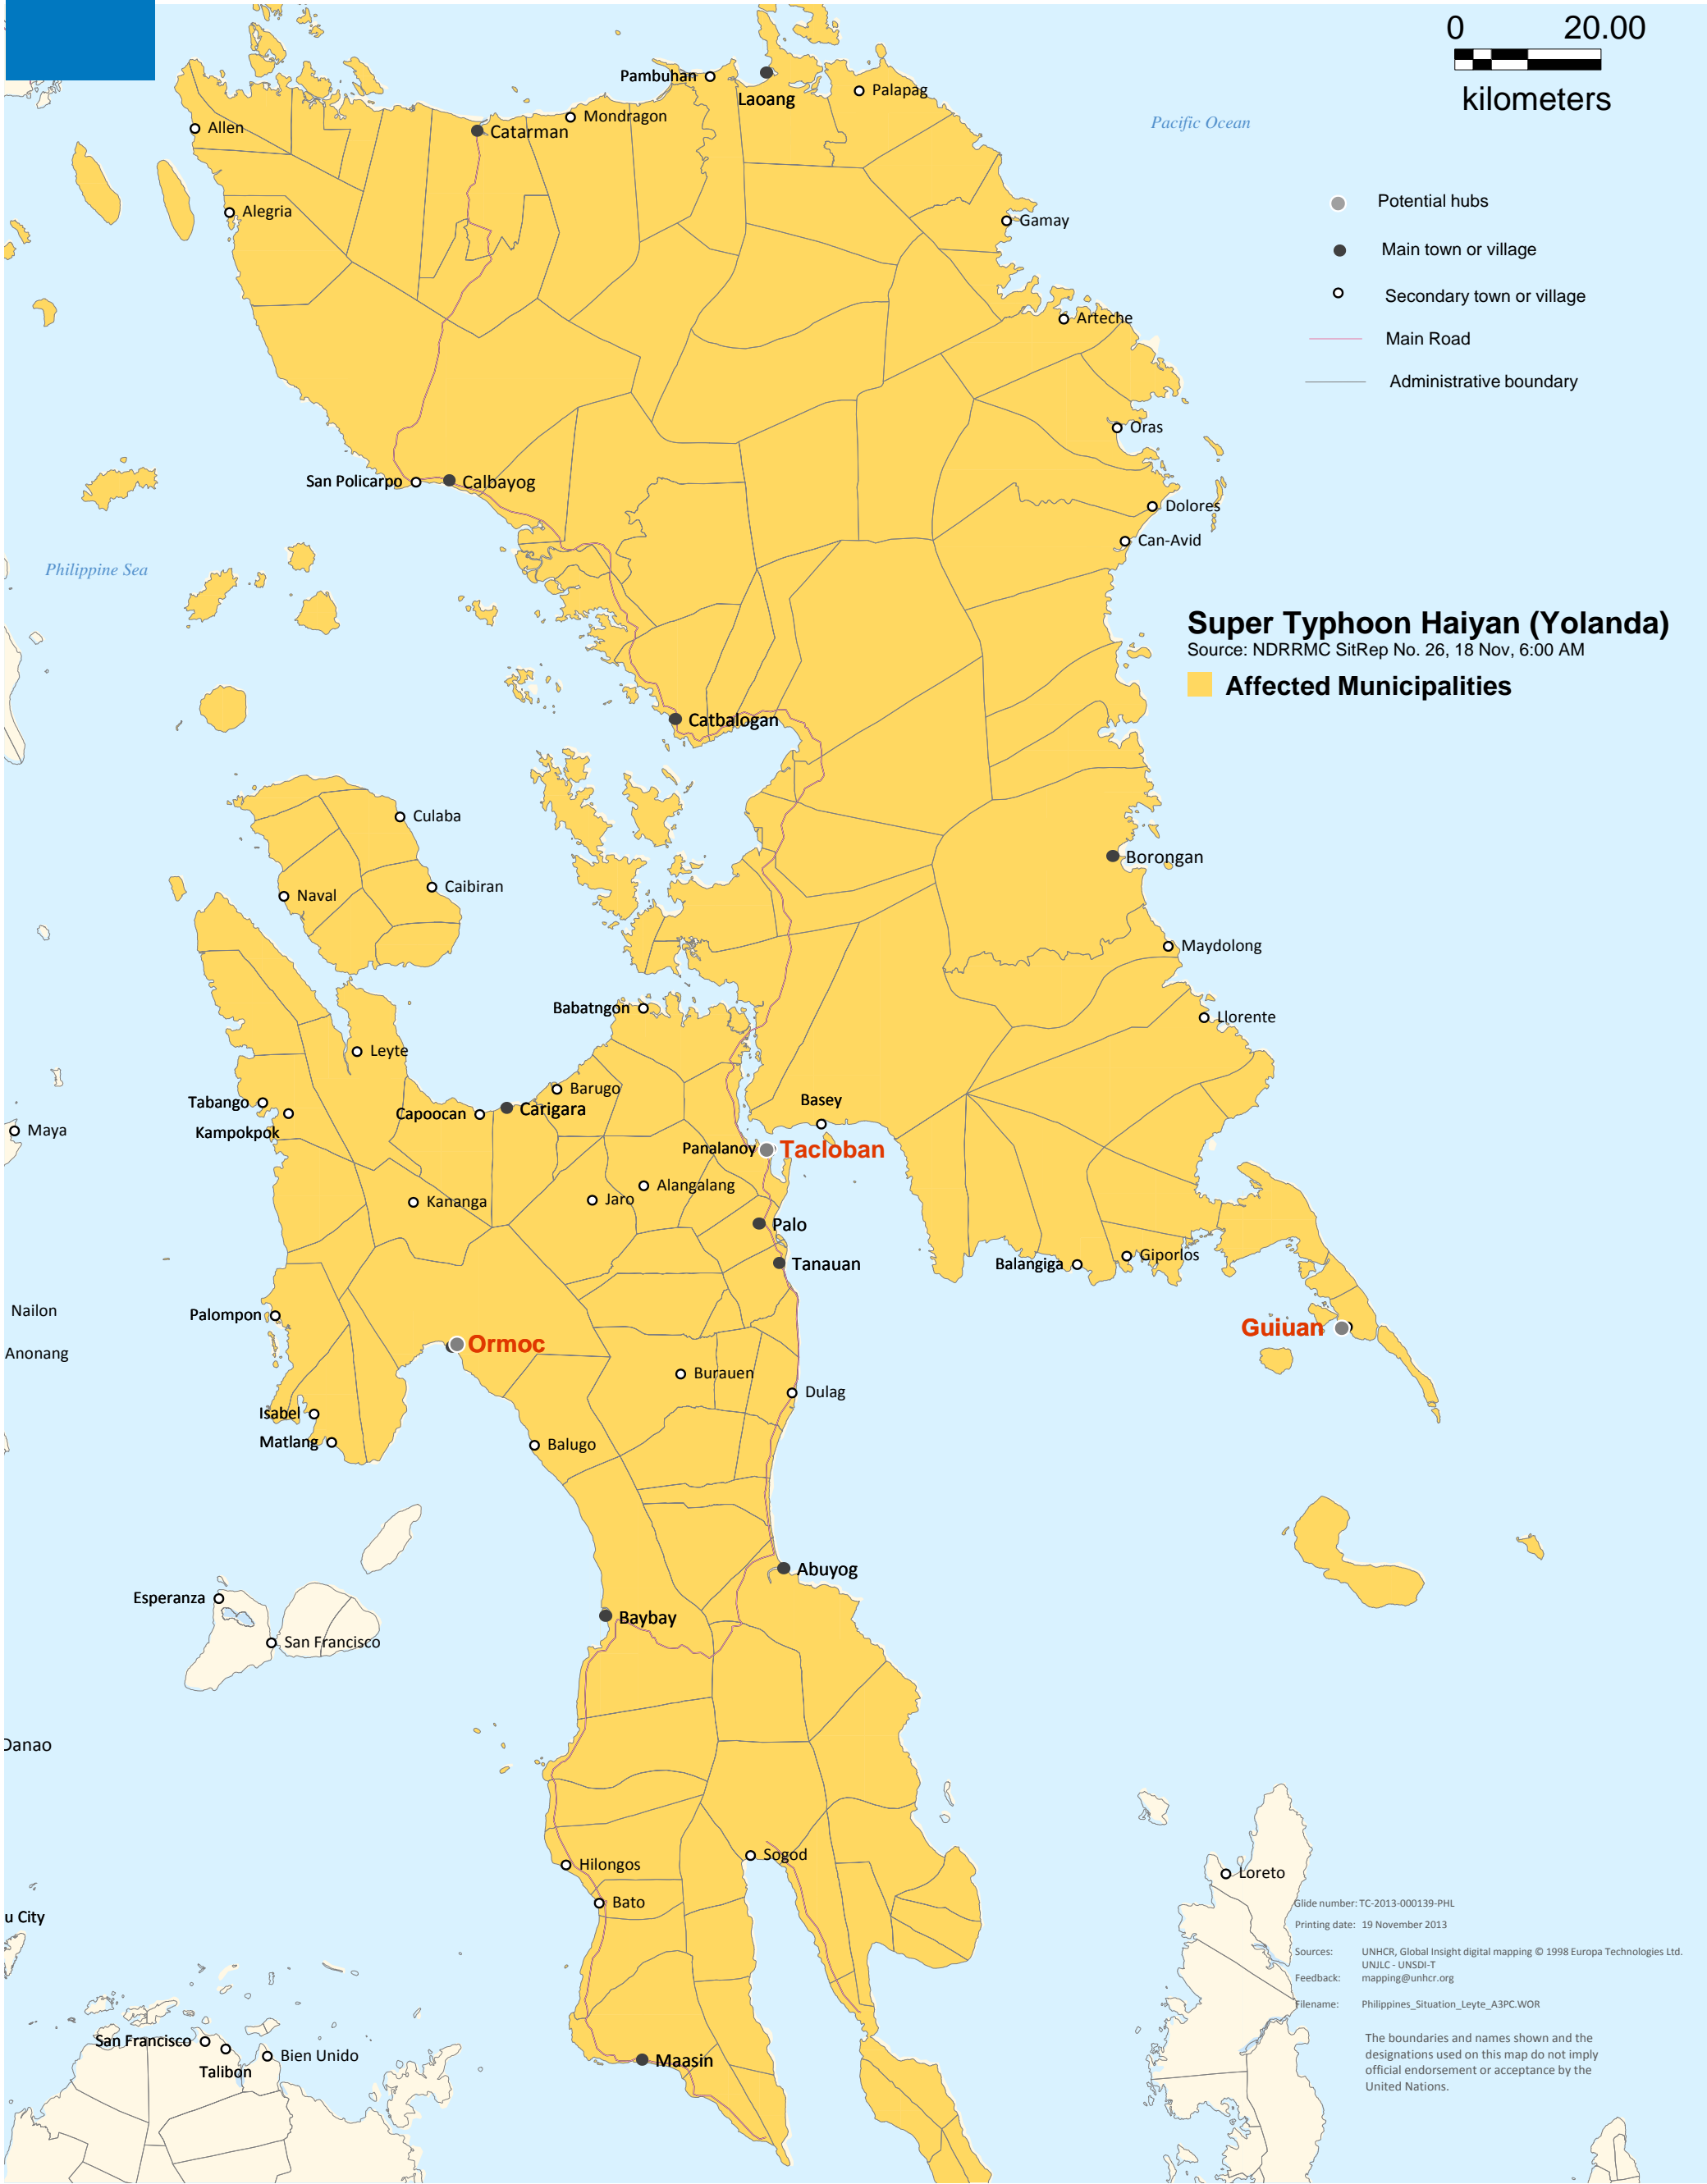 0 20.00
kilometers
Pacific Ocean
Pambuhan
Laoang
Palapag
Allen
Catarman
Mondragon
Alegria
Gamay
Potential hubs
Main town or village
Secondary town or village
Main Road
Administrative boundary
Arteche
Oras
San Policarpo
Calbayog
Dolores
Can-Avid
Philippine Sea
Super Typhoon Haiyan (Yolanda)
Source: NDRRMC SitRep No. 26, 18 Nov, 6:00 AM
Affected Municipalities
Catbalogan
Culaba
Borongan
Caibiran
Naval
Maydolong
Babatngon
Llorente
Leyte
Barugo
Tabango
Capoocan
Carigara
Basey
Kampokpok
Maya
Panalanoy
Tacloban
Alangalang
Kananga
Jaro
Palo
Balangiga
Giporlos
Tanauan
Nailon
Palompon
Guiuan
Ormoc
Anonang
Burauen
Dulag
Isabel
Matlang
Balugo
Abuyog
Esperanza
Baybay
San Francisco
Danao
Sogod
Hilongos
Loreto
Bato
u City
Glide number: TC-2013-000139-PHL
Printing date: 19 November 2013
Sources: UNHCR, Global Insight digital mapping © 1998 Europa Technologies Ltd.
UNJLC - UNSDI-T
Feedback: mapping@unhcr.org
Filename: Philippines_Situation_Leyte_A3PC.WOR
The boundaries and names shown and the
designations used on this map do not imply
official endorsement or acceptance by the
United Nations.
San Francisco
Talibon
Bien Unido
Maasin